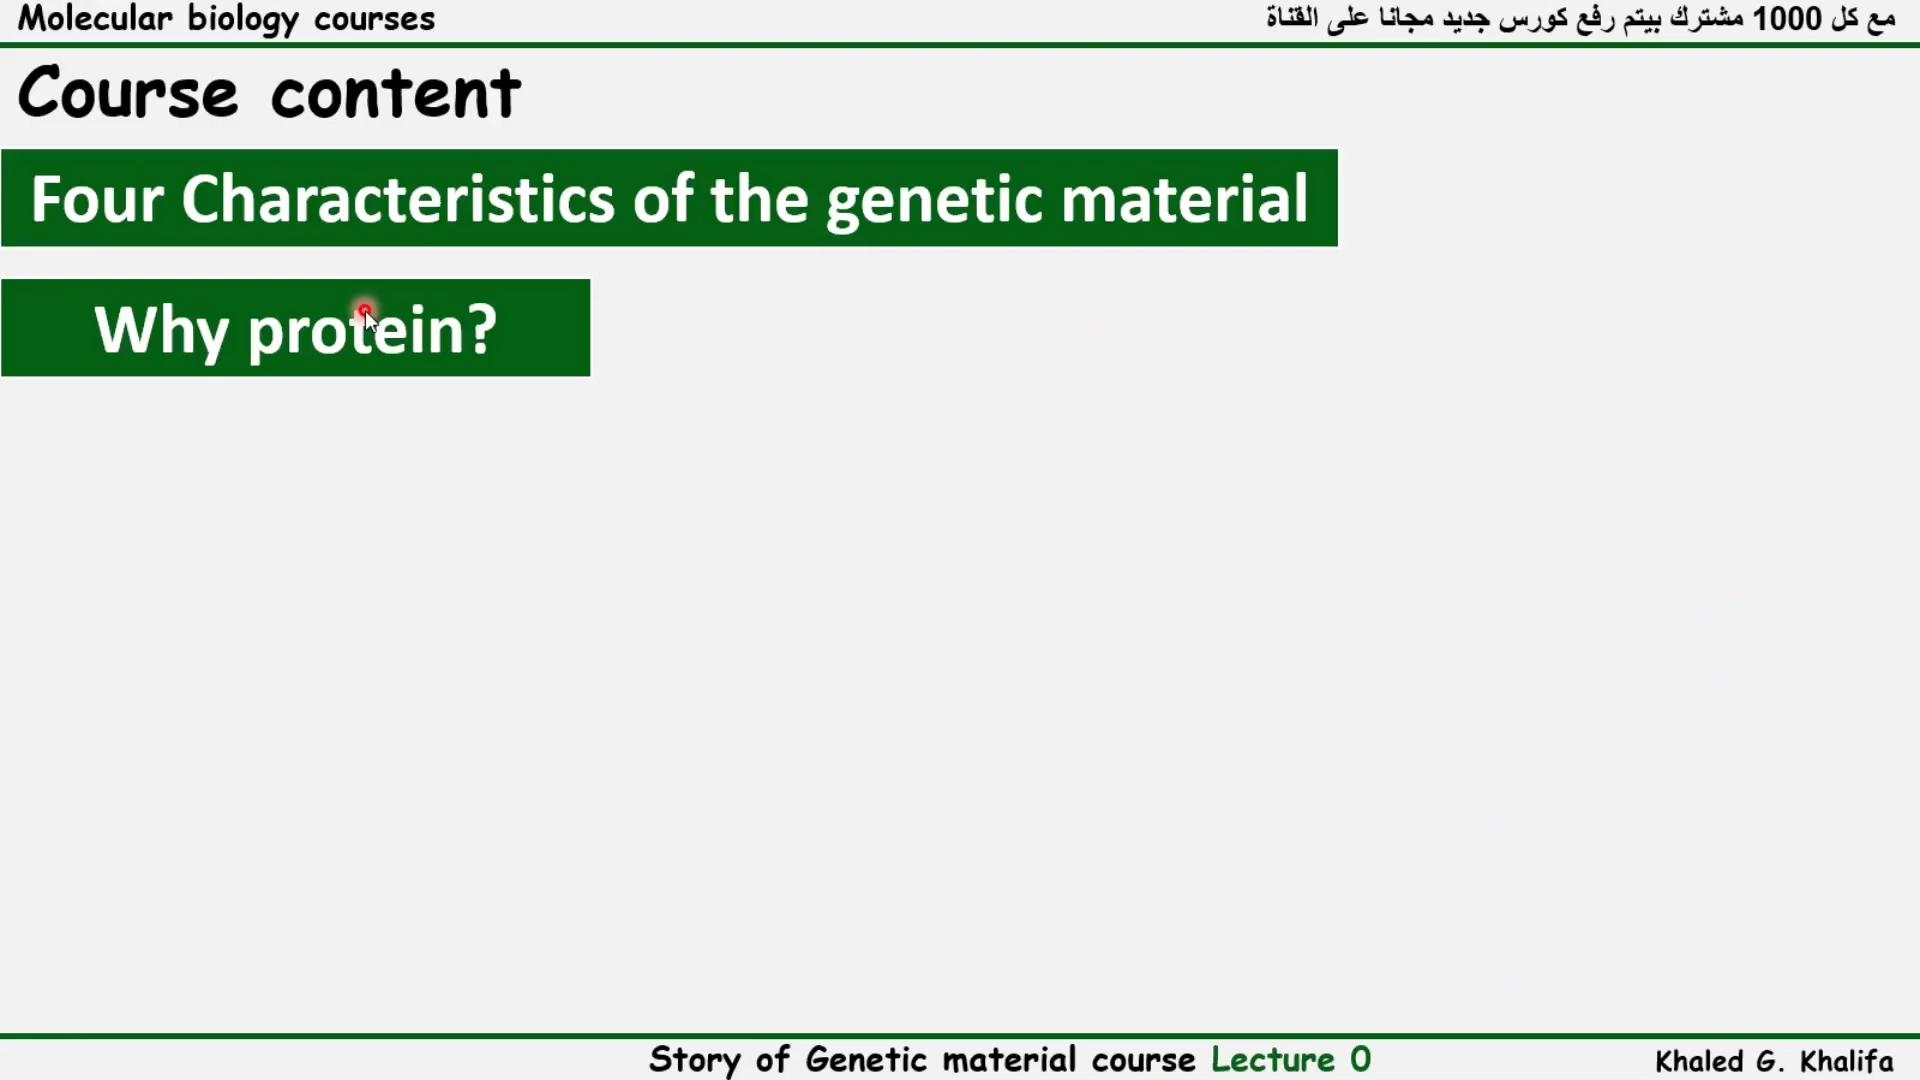 Molecular biology courses
مع كل 1000 مشترك بيتم رفع كورس جديد مجانا على القناة
Course content
Four Characteristics of the genetic material
Why protein?
Story of Genetic material course Lecture 0
Khaled G. Khalifa